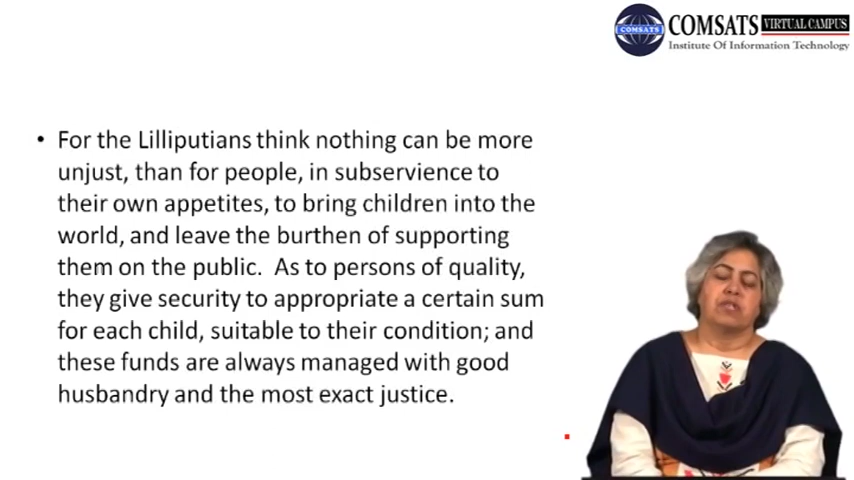 COMSATS
COMSATS VIRTUAL CAMPUS
Institute Of Information Technology
• For the Lilliputians think nothing can be more
unjust, than for people, in subservience to
their own appetites, to bring children into the
world, and leave the burthen of supporting
them on the public. As to persons of quality,
they give security to appropriate a certain sum
for each child, suitable to their condition; and
these funds are always managed with good
husbandry and the most exact justice.